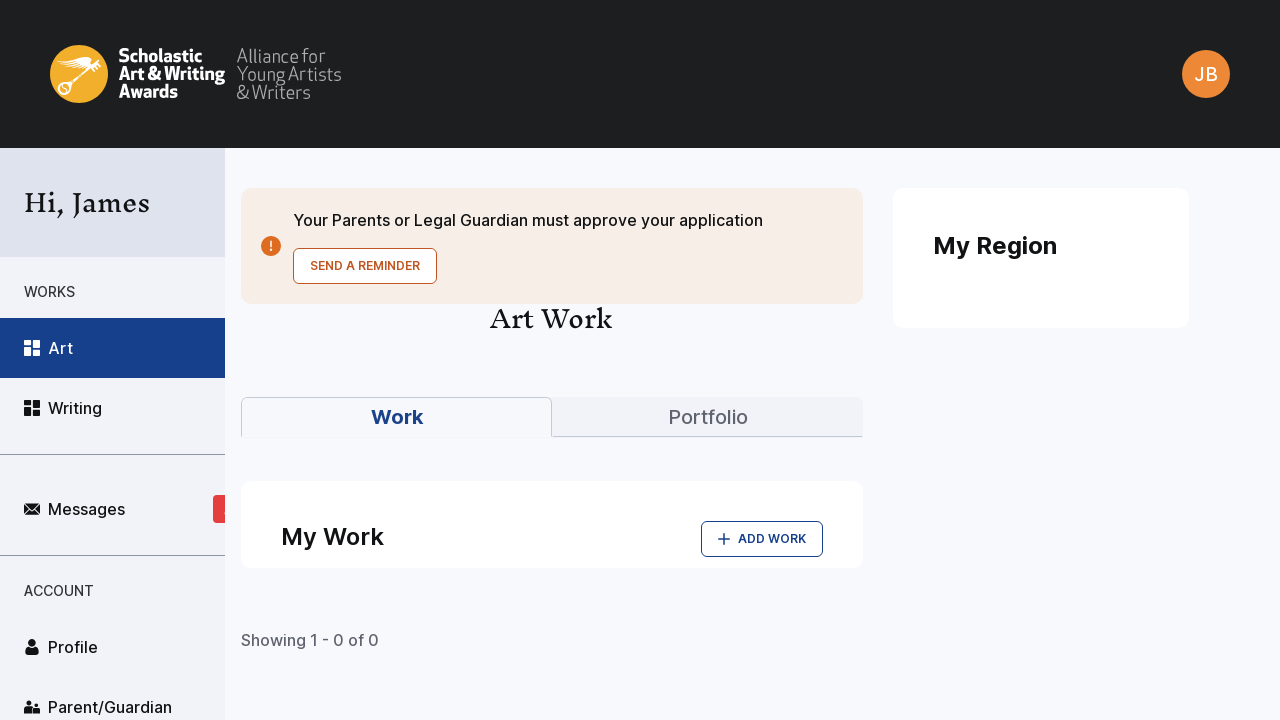 Scholastic
Art & Writing
Awards
Alliance for
Young Artists
& Writers
JB
Hi, James
WORKS
Art
Writing
Messages
ACCOUNT
Profile
Parent/Guardian
Your Parents or Legal Guardian must approve your application
SEND A REMINDER
Art Work
Work
Portfolio
My Work
ADD WORK
Showing 1 - 0 of 0
My Region